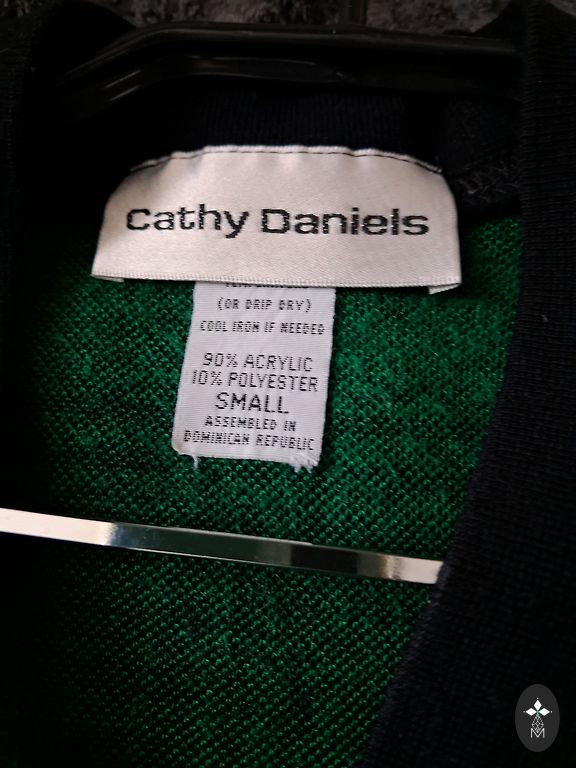 Cathy Daniels
(OR DRIP DRY)
COOL IRON IF NEEDED
90% ACRYLIC
10% POLYESTER
SMALL
ASSEMBLED IN
DOMINICAN REPUBLIC
M